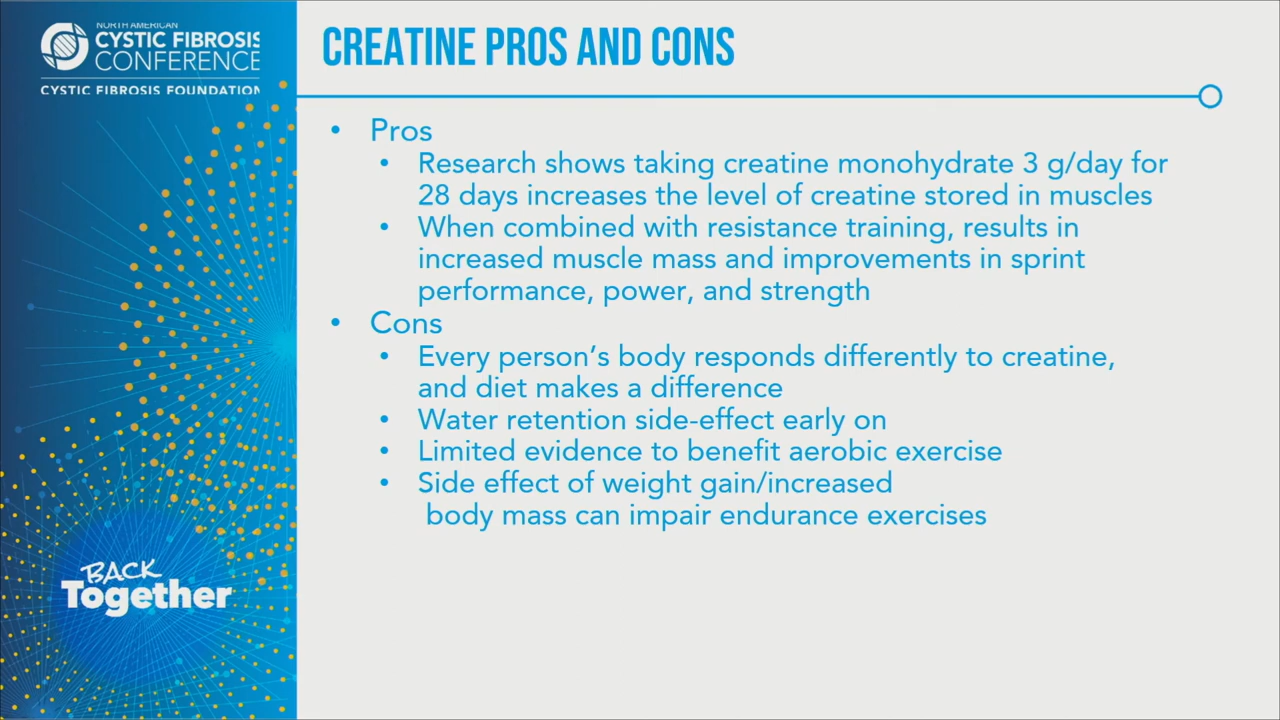 NORTH AMERICAN
CYSTIC FIBROSIS
CONFERENCE
CYSTIC FIBROSIS FOUNDATION
CREATINE PROS AND CONS
• Pros
• Research shows taking creatine monohydrate 3 g/day for
28 days increases the level of creatine stored in muscles
• When combined with resistance training, results in
increased muscle mass and improvements in sprint
performance, power, and strength
• Cons
• Every person’s body responds differently to creatine,
and diet makes a difference
• Water retention side-effect early on
• Limited evidence to benefit aerobic exercise
• Side effect of weight gain/increased
body mass can impair endurance exercises
BACK
Together